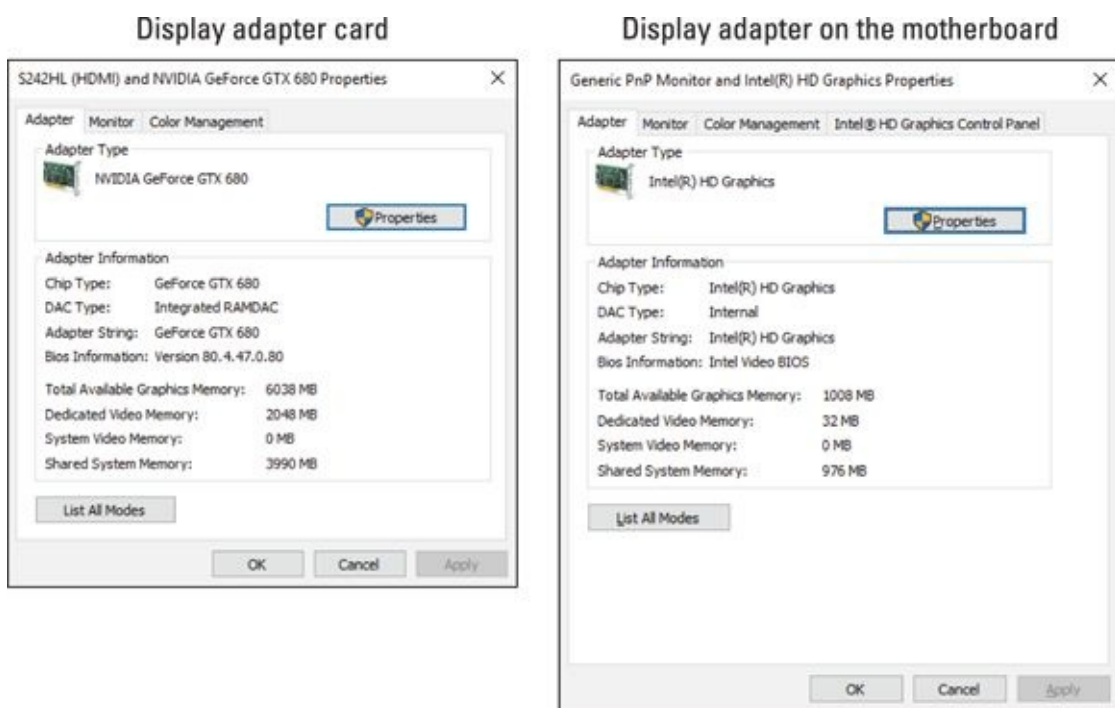 Display adapter card
S242HL (HDMI) and NVIDIA GeForce GTX 680 Properties
Adapter Monitor Color Management
Adapter Type
NVIDIA GeForce GTX 680
Properties
Adapter Information
Chip Type: GeForce GTX 680
DAC Type: Integrated RAMDAC
Adapter String: GeForce GTX 680
Bios Information: Version 80.4.47.0.80
Total Available Graphics Memory: 6038 MB
Dedicated Video Memory: 2048 MB
System Video Memory: 0 MB
Shared System Memory: 3990 MB
List All Modes
OK Cancel Apply
Display adapter on the motherboard
Generic PnP Monitor and Intel(R) HD Graphics Properties
Adapter Monitor Color Management Intel® HD Graphics Control Panel
Adapter Type
Intel(R) HD Graphics
Properties
Adapter Information
Chip Type: Intel(R) HD Graphics
DAC Type: Internal
Adapter String: Intel(R) HD Graphics
Bios Information: Intel Video BIOS
Total Available Graphics Memory: 1008 MB
Dedicated Video Memory: 32 MB
System Video Memory: 0 MB
Shared System Memory: 976 MB
List All Modes
OK Cancel Apply